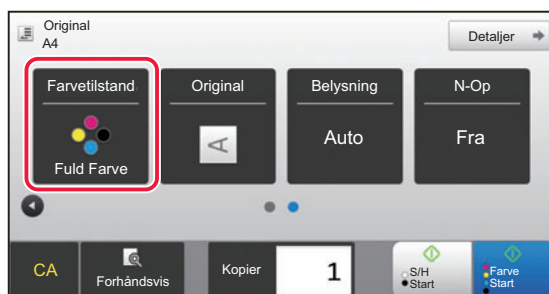 Original
A4
Detaljer
Farvetilstand
Original
Belysning
N-Op
A
Auto
Fra
Fuld Farve
CA
Forhåndsvis
Kopier
1
S/H
Start
Farve
Start